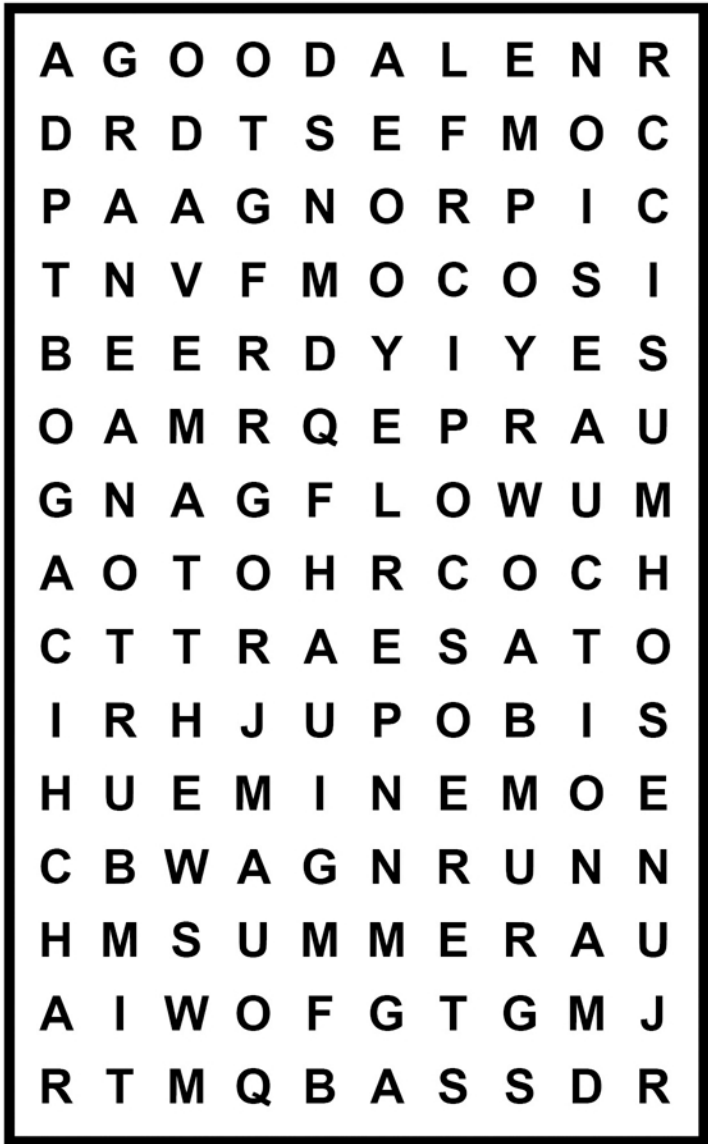 A G O O D A L E N R
D R D T S E F M O C
P A A G N O R P I C
T N V F M O C O S I
B E E R D Y I Y E S
O A M R Q E P R A U
G N A G F L O W U M
A O T O H R C O C H
C T T R A E S A T O
I R H J U P O B I S
H U E M I N E M O E
C B W A G N R U N N
H M S U M M E R A U
A I W O F G T G M J
R T M Q B A S S D R